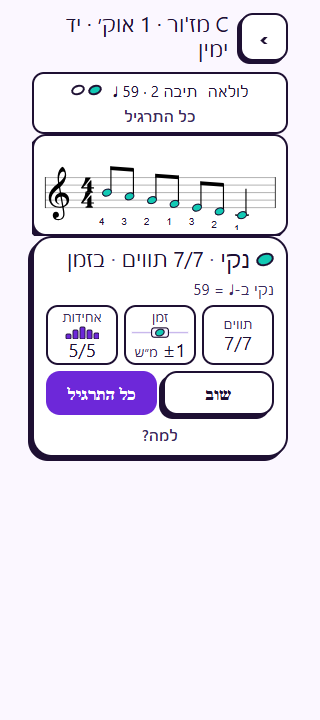 C מז'ור · 1 אוק׳ · יד
ימין
לולאה תיבה 2 · 59 ♩
כל התרגיל
4 4
4 3 2 1 3 2 1
נקי · 7/7 תווים · בזמן
נקי ב-♩ = 59
תווים
7/7
זמן
±1 מ״ש
אחידות
5/5
שוב
כל התרגיל
למה?